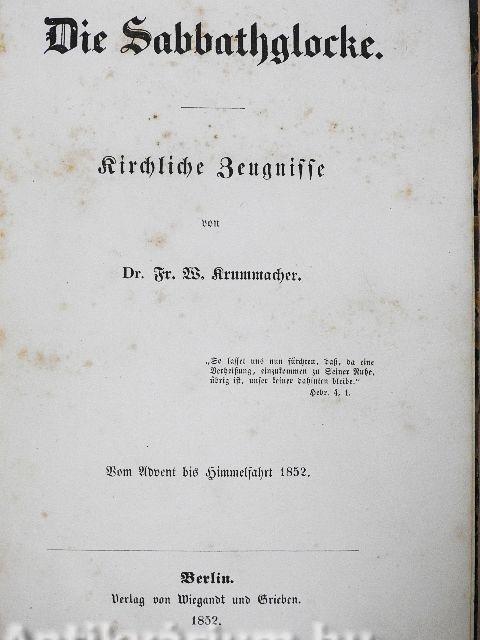 Die Sabbathglocke.
Kirchliche Zeugnisse
von
Dr. Fr. W. Krummacher.
„So lasset uns nun fürchten, daß, da eine
Verheißung, einzukommen zu Seiner Ruhe,
übrig ist, unser keiner dahinten bleibe.“
Hebr. 4, 1.
Vom Advent bis Himmelfahrt 1852.
Berlin.
Verlag von Wiegandt und Grieben.
1852.
Antikvarium.hu